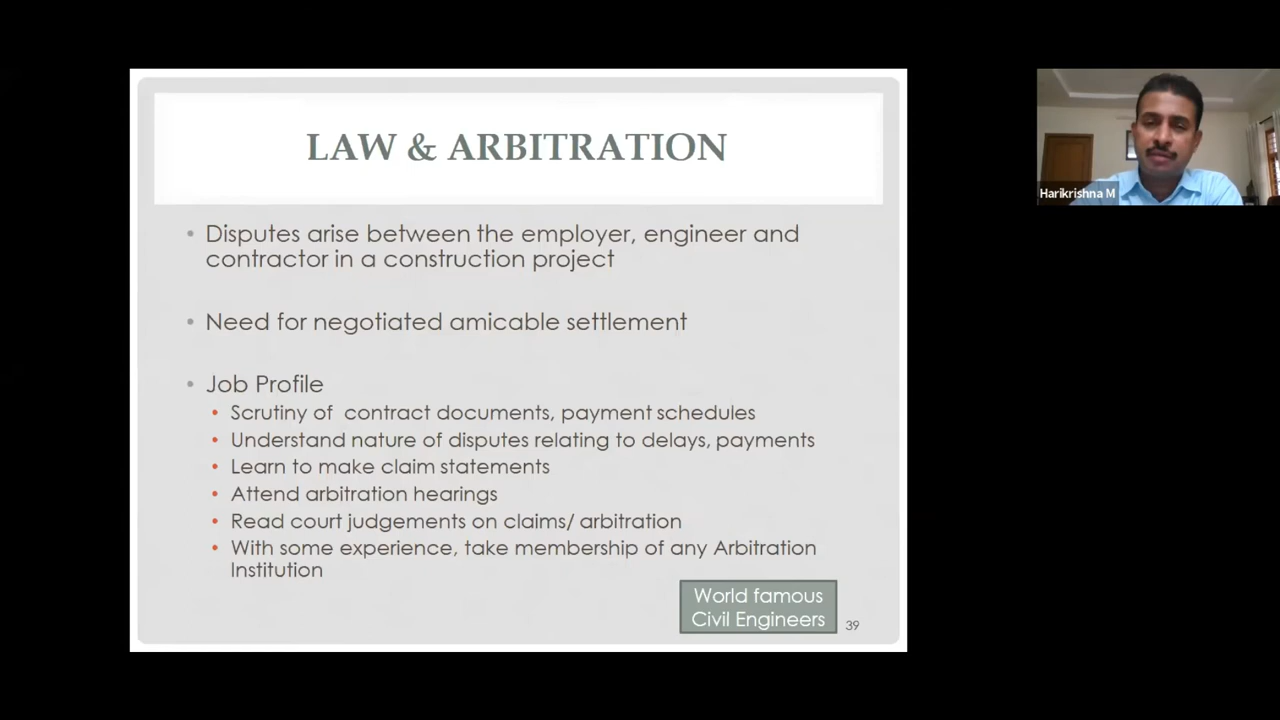 LAW & ARBITRATION
• Disputes arise between the employer, engineer and
contractor in a construction project
• Need for negotiated amicable settlement
• Job Profile
• Scrutiny of contract documents, payment schedules
• Understand nature of disputes relating to delays, payments
• Learn to make claim statements
• Attend arbitration hearings
• Read court judgements on claims/ arbitration
• With some experience, take membership of any Arbitration
Institution
World famous
Civil Engineers
39
Harikrishna M